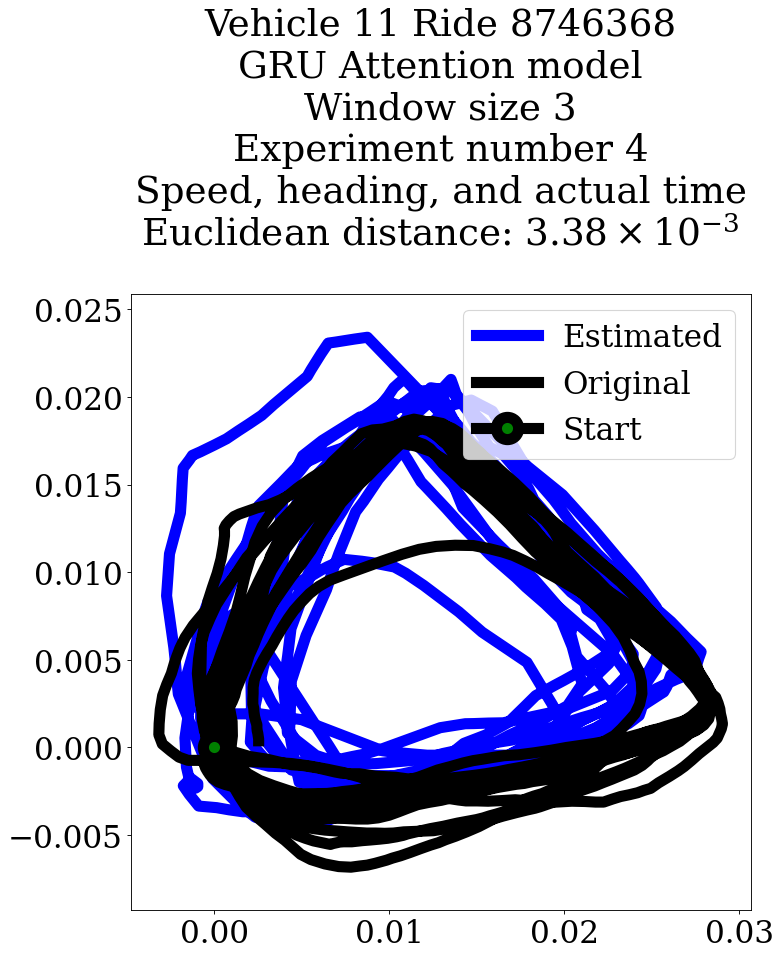 Vehicle 11 Ride 8746368
GRU Attention model
Window size 3
Experiment number 4
Speed, heading, and actual time
Euclidean distance: 3.38 × 10⁻³
0.025
0.020
0.015
0.010
0.005
0.000
−0.005
Estimated
Original
Start
0.00 0.01 0.02 0.03